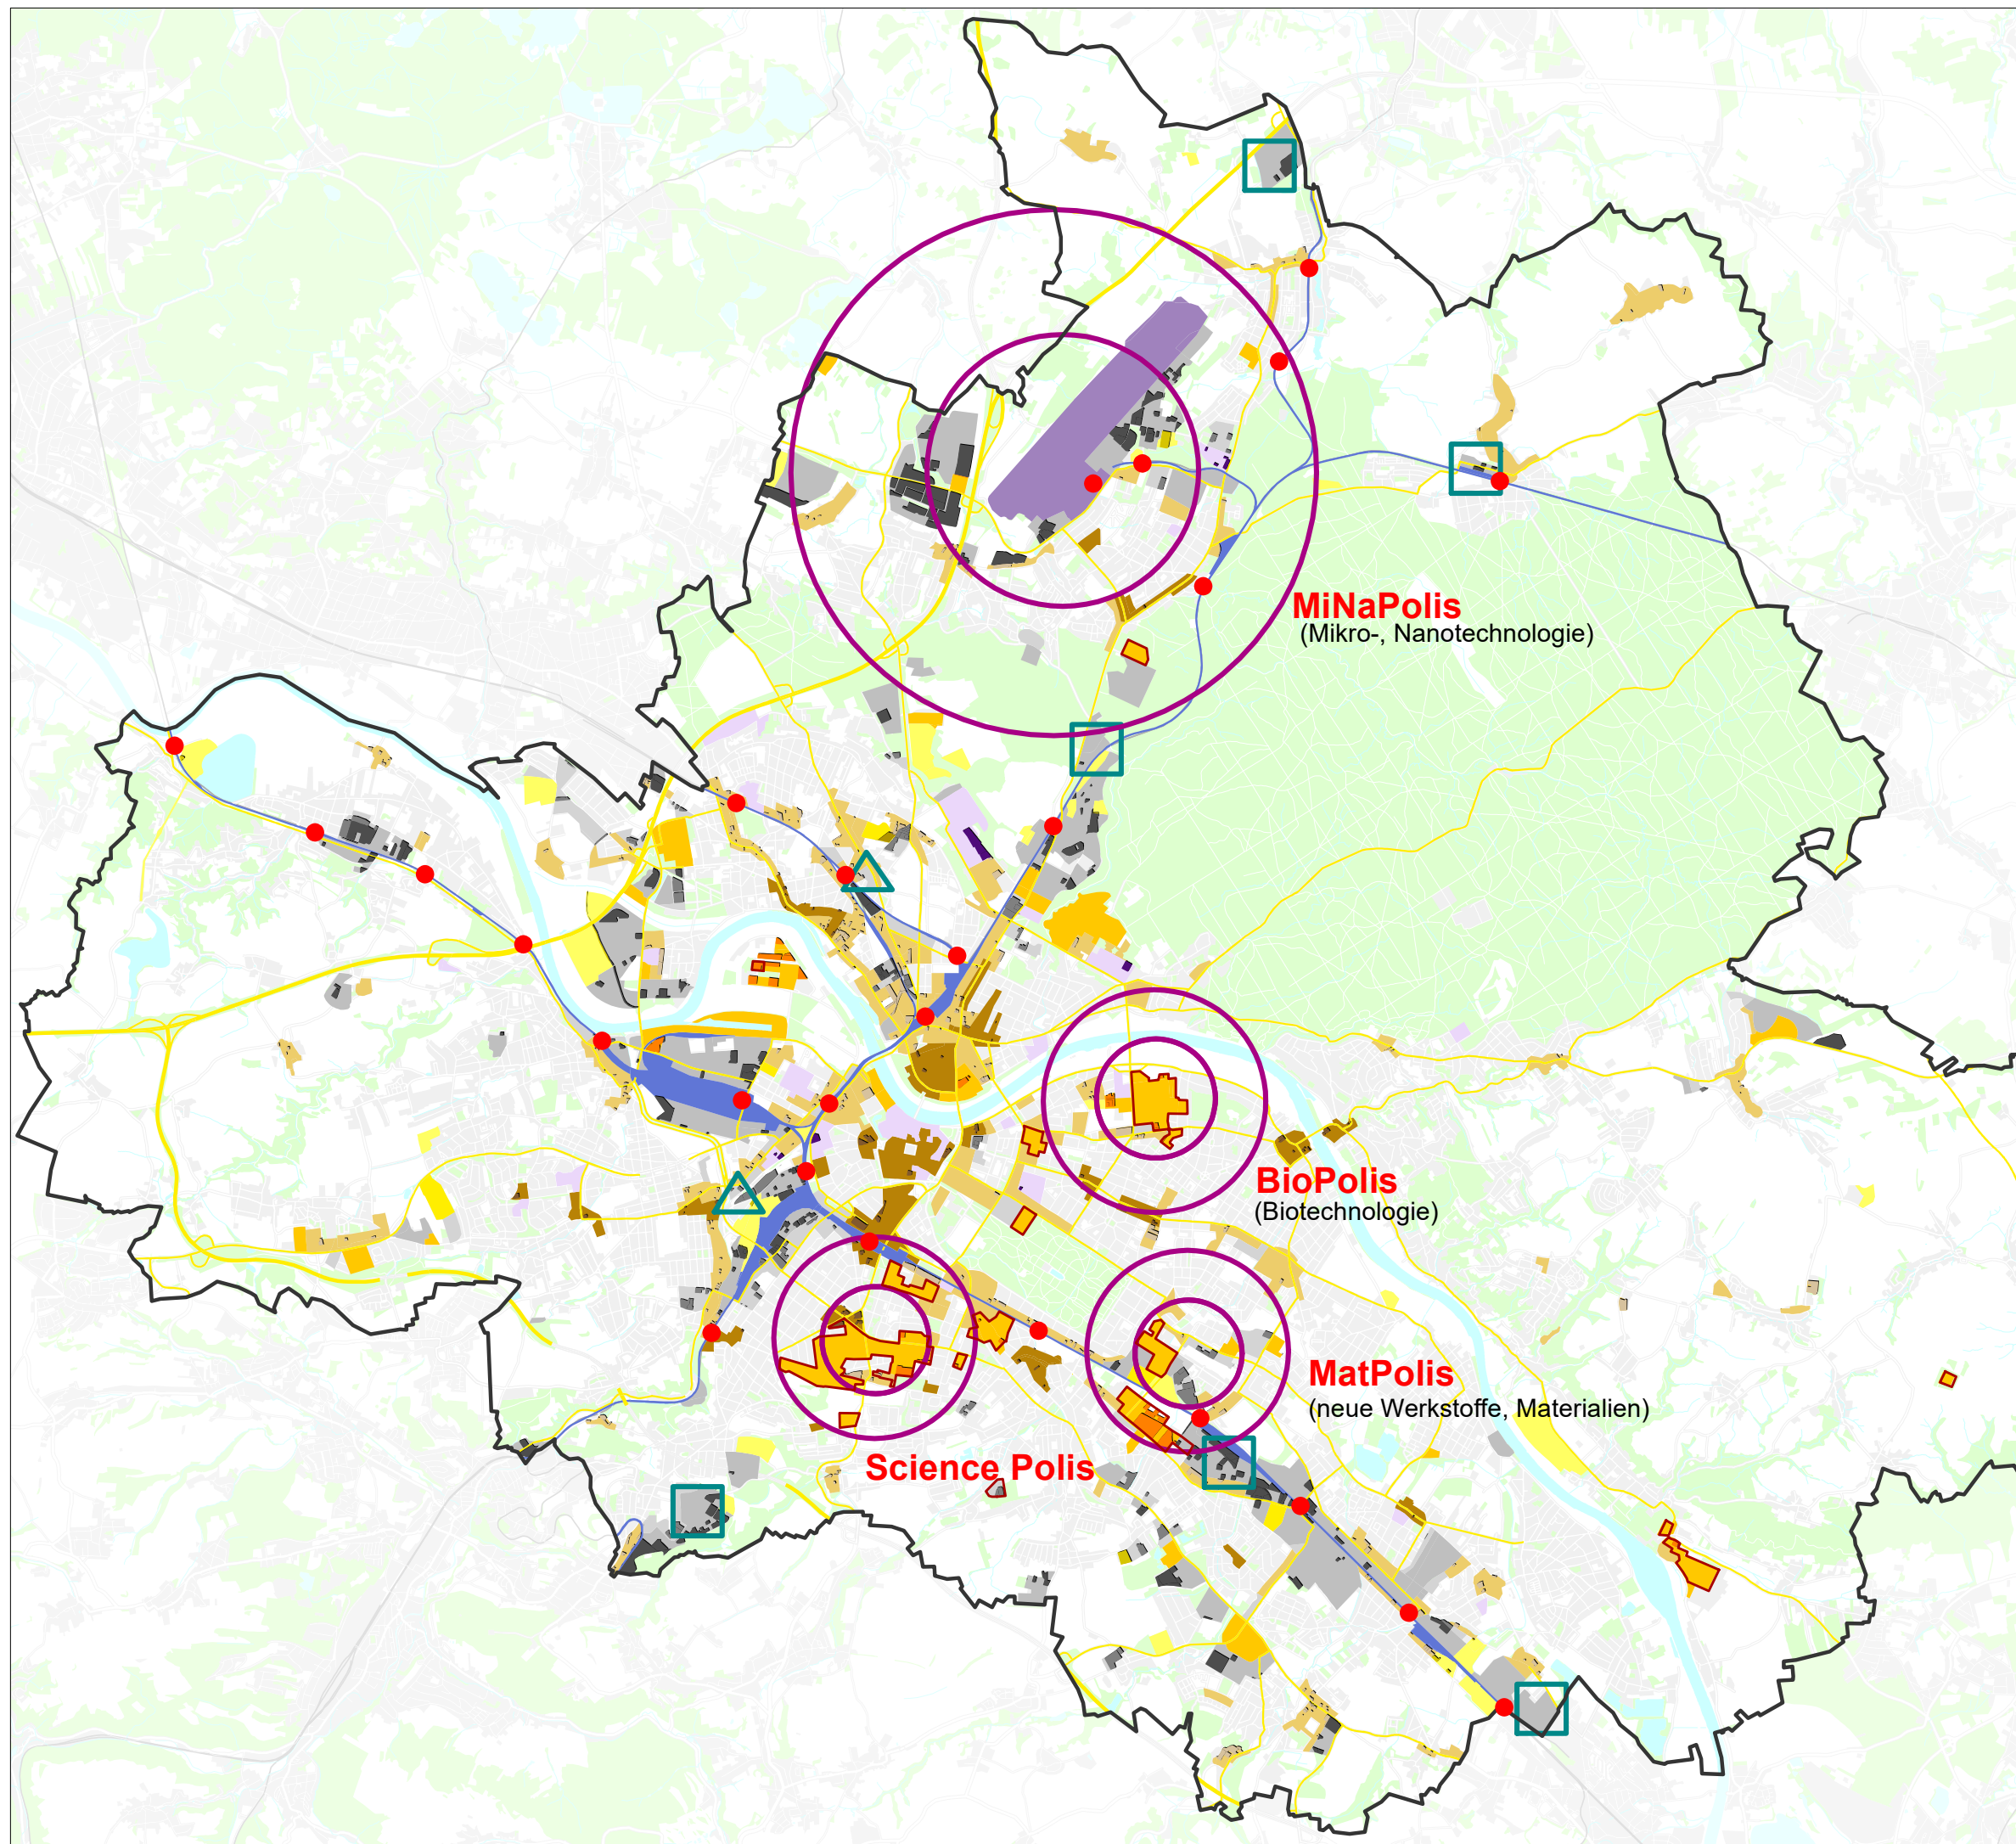 MiNaPolis
(Mikro-, Nanotechnologie)
BioPolis
(Biotechnologie)
MatPolis
(neue Werkstoffe, Materialien)
Science Polis